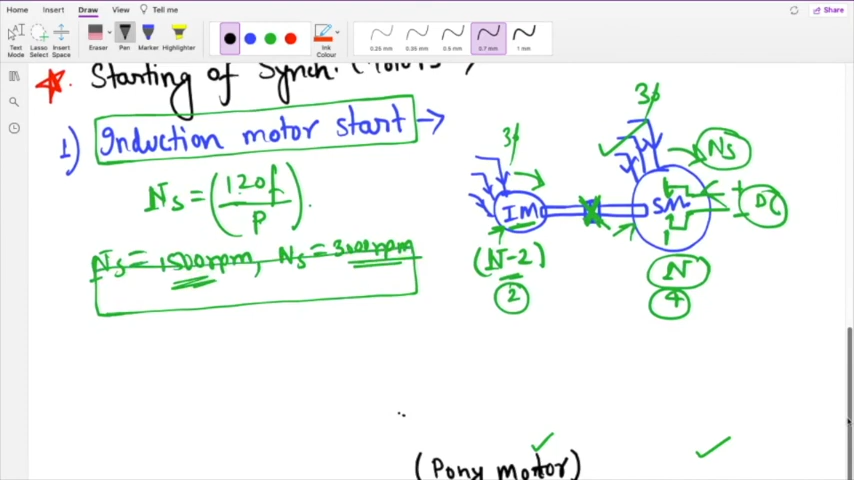 Home Insert Draw View Tell me Share
Text Mode
Lasso Select
Insert Space
Eraser
Pen
Marker
Highlighter
Ink Colour
0.25 mm
0.35 mm
0.5 mm
0.7 mm
1 mm
Starting of Synch. Motors
1) Induction motor start →
Ns = (120f / P).
Ns = 1500rpm, Ns = 3000rpm
3ϕ
3ϕ
Ns
IM
SM
DC
(N-2)
N
2
4
(Pony motor)